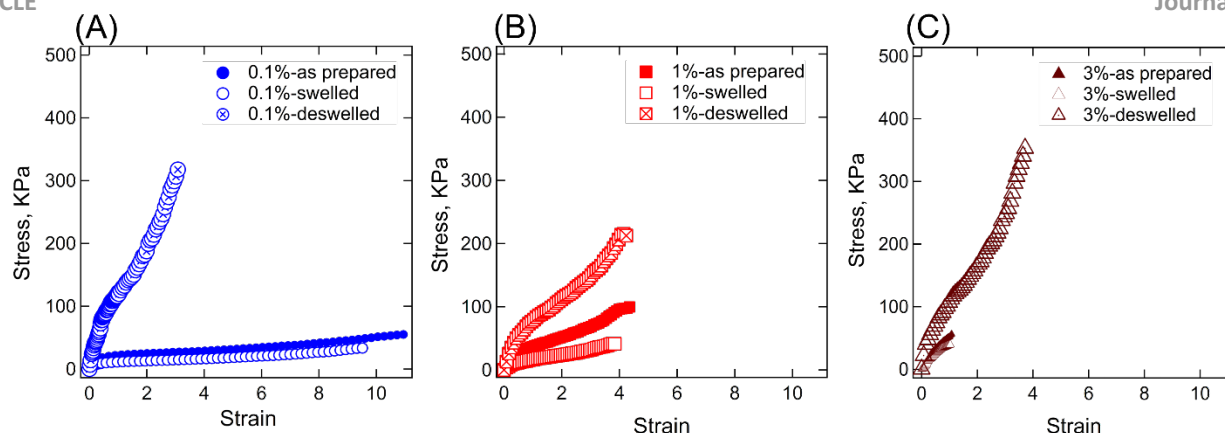 CLE
Journa
(A)
500
400
300
200
100
0
0 2 4 6 8 10
Stress, KPa
Strain
0.1%-as prepared
0.1%-swelled
0.1%-deswelled
(B)
500
400
300
200
100
0
0 2 4 6 8 10
Stress, KPa
Strain
1%-as prepared
1%-swelled
1%-deswelled
(C)
500
400
300
200
100
0
0 2 4 6 8 10
Stress, KPa
Strain
3%-as prepared
3%-swelled
3%-deswelled